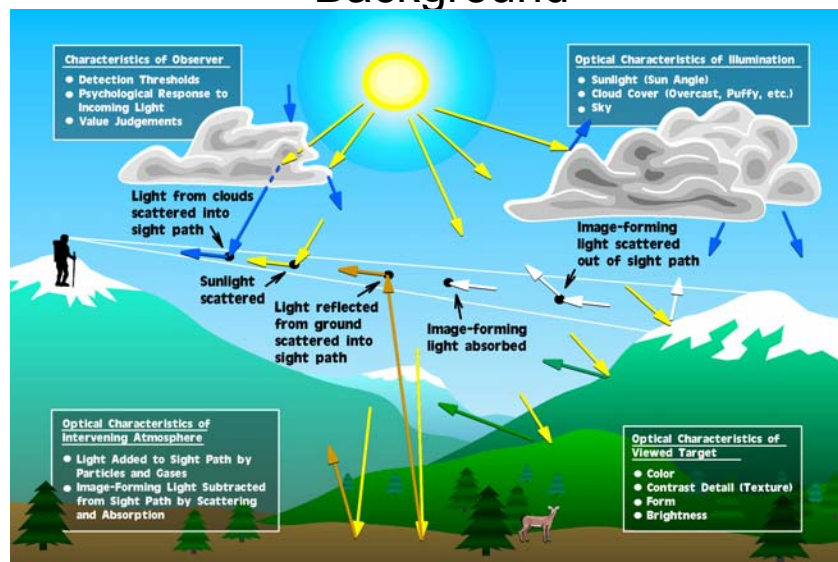 Background
Characteristics of Observer
● Detection Thresholds
● Psychological Response to
Incoming Light
● Value Judgements
Optical Characteristics of Illumination
● Sunlight (Sun Angle)
● Cloud Cover (Overcast, Puffy, etc.)
● Sky
Light from clouds
scattered into
sight path
Sunlight
scattered
Light reflected
from ground
scattered into
sight path
Image-forming
light absorbed
Image-forming
light scattered
out of sight path
Optical Characteristics of
Intervening Atmosphere
● Light Added to Sight Path by
Particles and Gases
● Image-Forming Light Subtracted
from Sight Path by Scattering
and Absorption
Optical Characteristics of
Viewed Target
● Color
● Contrast Detail (Texture)
● Form
● Brightness